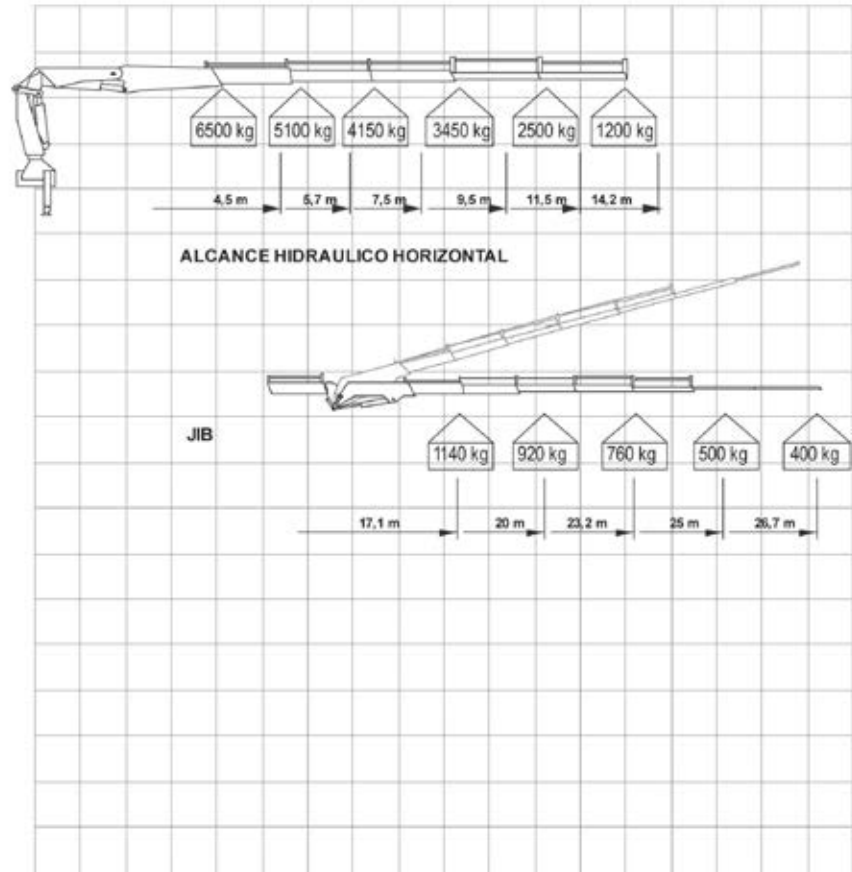 6500 kg 5100 kg 4150 kg 3450 kg 2500 kg 1200 kg
4,5 m 5,7 m 7,5 m 9,5 m 11,5 m 14,2 m
ALCANCE HIDRAULICO HORIZONTAL
JIB
1140 kg 920 kg 760 kg 500 kg 400 kg
17,1 m 20 m 23,2 m 25 m 26,7 m